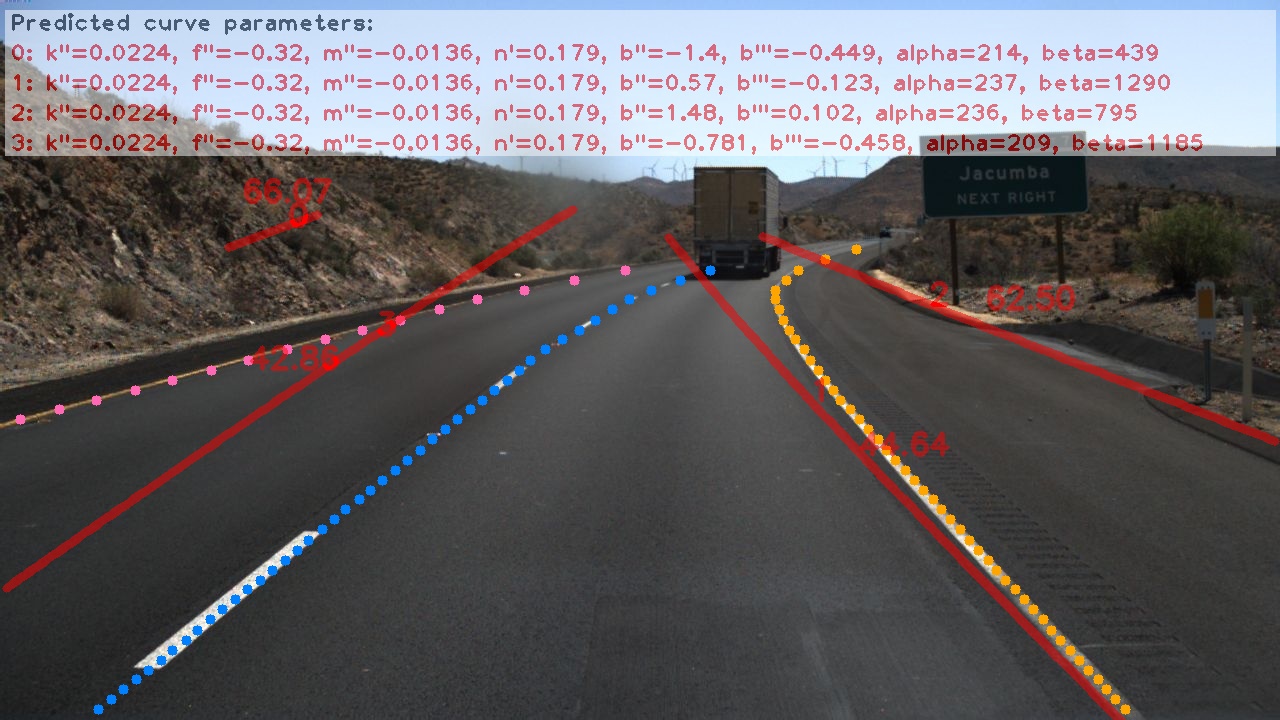 Predicted curve parameters:
0: k''=0.0224, f''=-0.32, m''=-0.0136, n'=0.179, b''=-1.4, b'''=-0.449, alpha=214, beta=439
1: k''=0.0224, f''=-0.32, m''=-0.0136, n'=0.179, b''=0.57, b'''=-0.123, alpha=237, beta=1290
2: k''=0.0224, f''=-0.32, m''=-0.0136, n'=0.179, b''=1.48, b'''=0.102, alpha=236, beta=795
3: k''=0.0224, f''=-0.32, m''=-0.0136, n'=0.179, b''=-0.781, b'''=-0.458, alpha=209, beta=1185
Jacumba
NEXT RIGHT
66.07
0
2 62.50
3
42.86
1
44.64